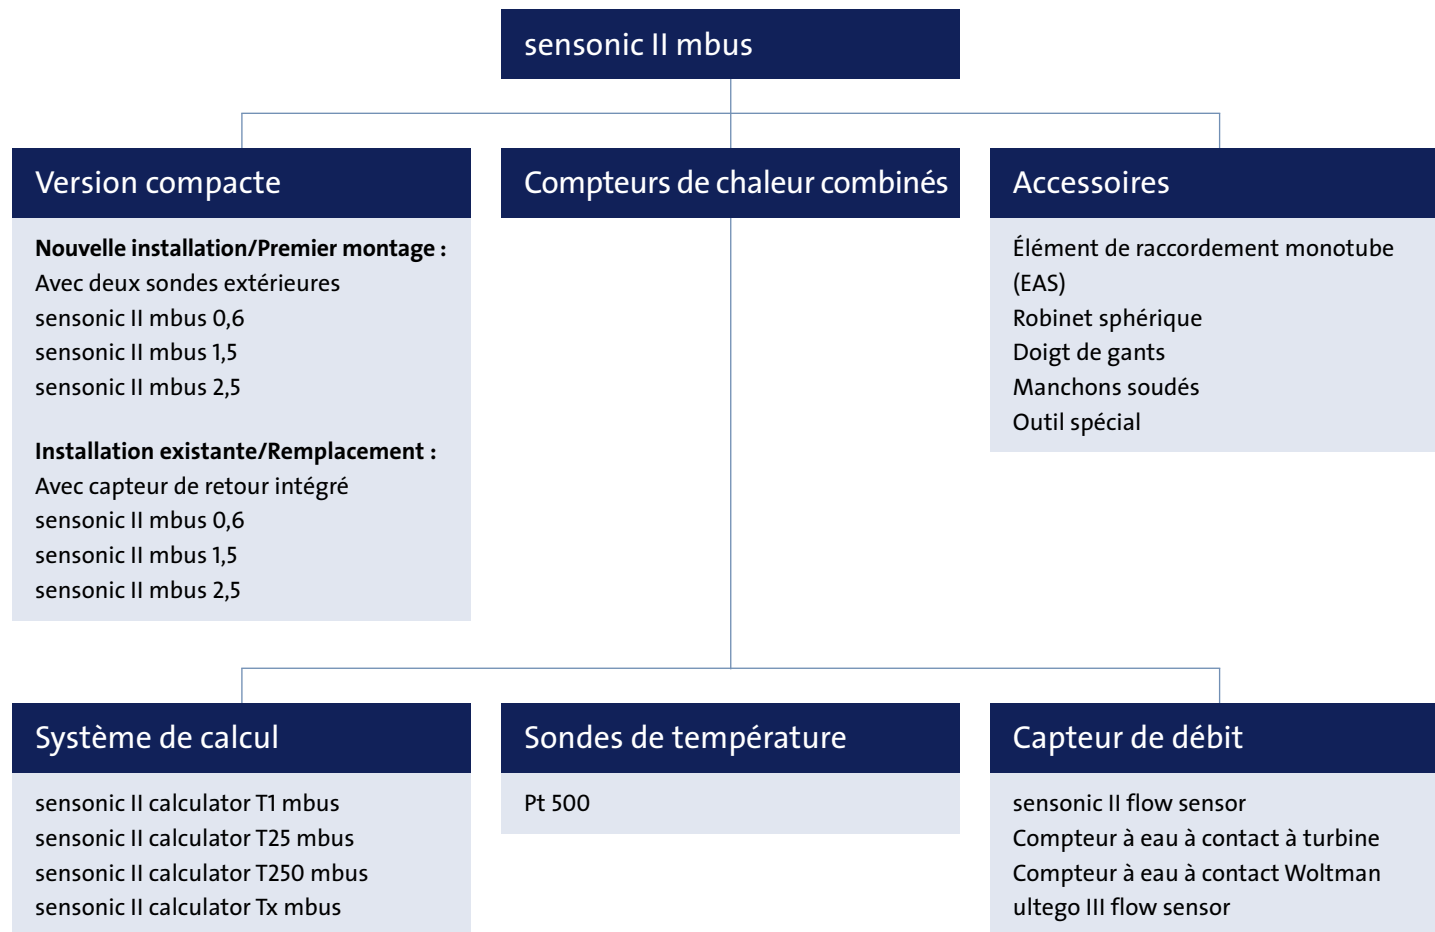 sensonic II mbus
Version compacte
Nouvelle installation/Premier montage :
Avec deux sondes extérieures
sensonic II mbus 0,6
sensonic II mbus 1,5
sensonic II mbus 2,5
Installation existante/Remplacement :
Avec capteur de retour intégré
sensonic II mbus 0,6
sensonic II mbus 1,5
sensonic II mbus 2,5
Compteurs de chaleur combinés
Accessoires
Élément de raccordement monotube
(EAS)
Robinet sphérique
Doigt de gants
Manchons soudés
Outil spécial
Système de calcul
sensonic II calculator T1 mbus
sensonic II calculator T25 mbus
sensonic II calculator T250 mbus
sensonic II calculator Tx mbus
Sondes de température
Pt 500
Capteur de débit
sensonic II flow sensor
Compteur à eau à contact à turbine
Compteur à eau à contact Woltman
ultego III flow sensor